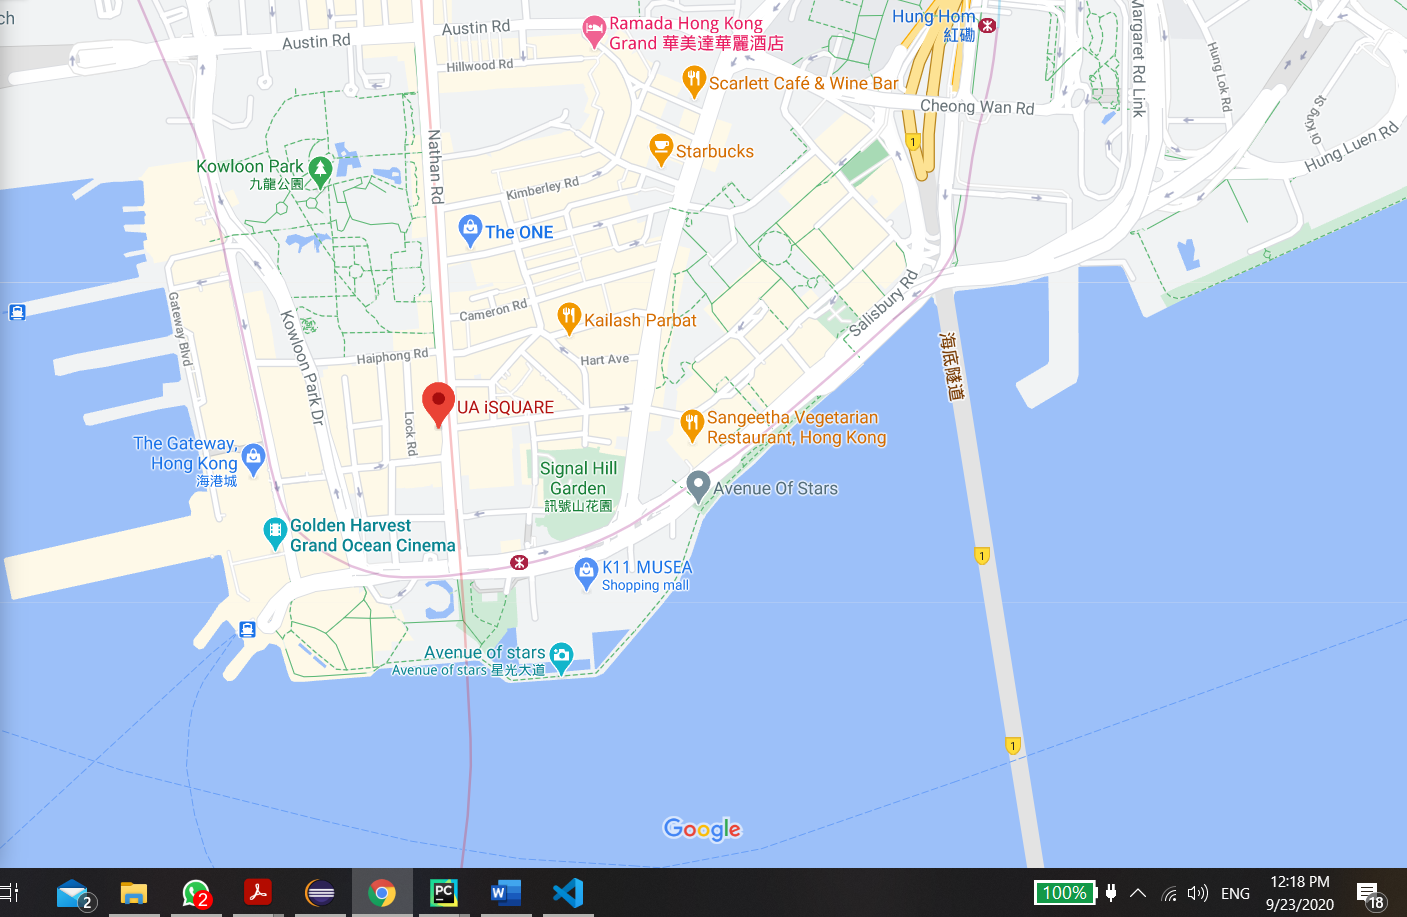 ch
Austin Rd
Austin Rd
Hillwood Rd
Ramada Hong Kong
Grand 華美達華麗酒店
Hung Hom
紅磡
Margaret Rd Link
Hung Lok Rd
Scarlett Café & Wine Bar
Cheong Wan Rd
Oi King St
Hung Luen Rd
1
Nathan Rd
Starbucks
Kowloon Park
九龍公園
Kimberley Rd
The ONE
Gateway Blvd
Kowloon Park Dr
Cameron Rd
Kailash Parbat
Salisbury Rd
Haiphong Rd
Hart Ave
海底隧道
UA iSQUARE
Lock Rd
Sangeetha Vegetarian
Restaurant, Hong Kong
The Gateway,
Hong Kong
海港城
Signal Hill
Garden
訊號山花園
Avenue Of Stars
Golden Harvest
Grand Ocean Cinema
1
K11 MUSEA
Shopping mall
Avenue of stars
Avenue of stars 星光大道
1
Google
2
2
PC
W
100%
ENG
12:18 PM
9/23/2020
18